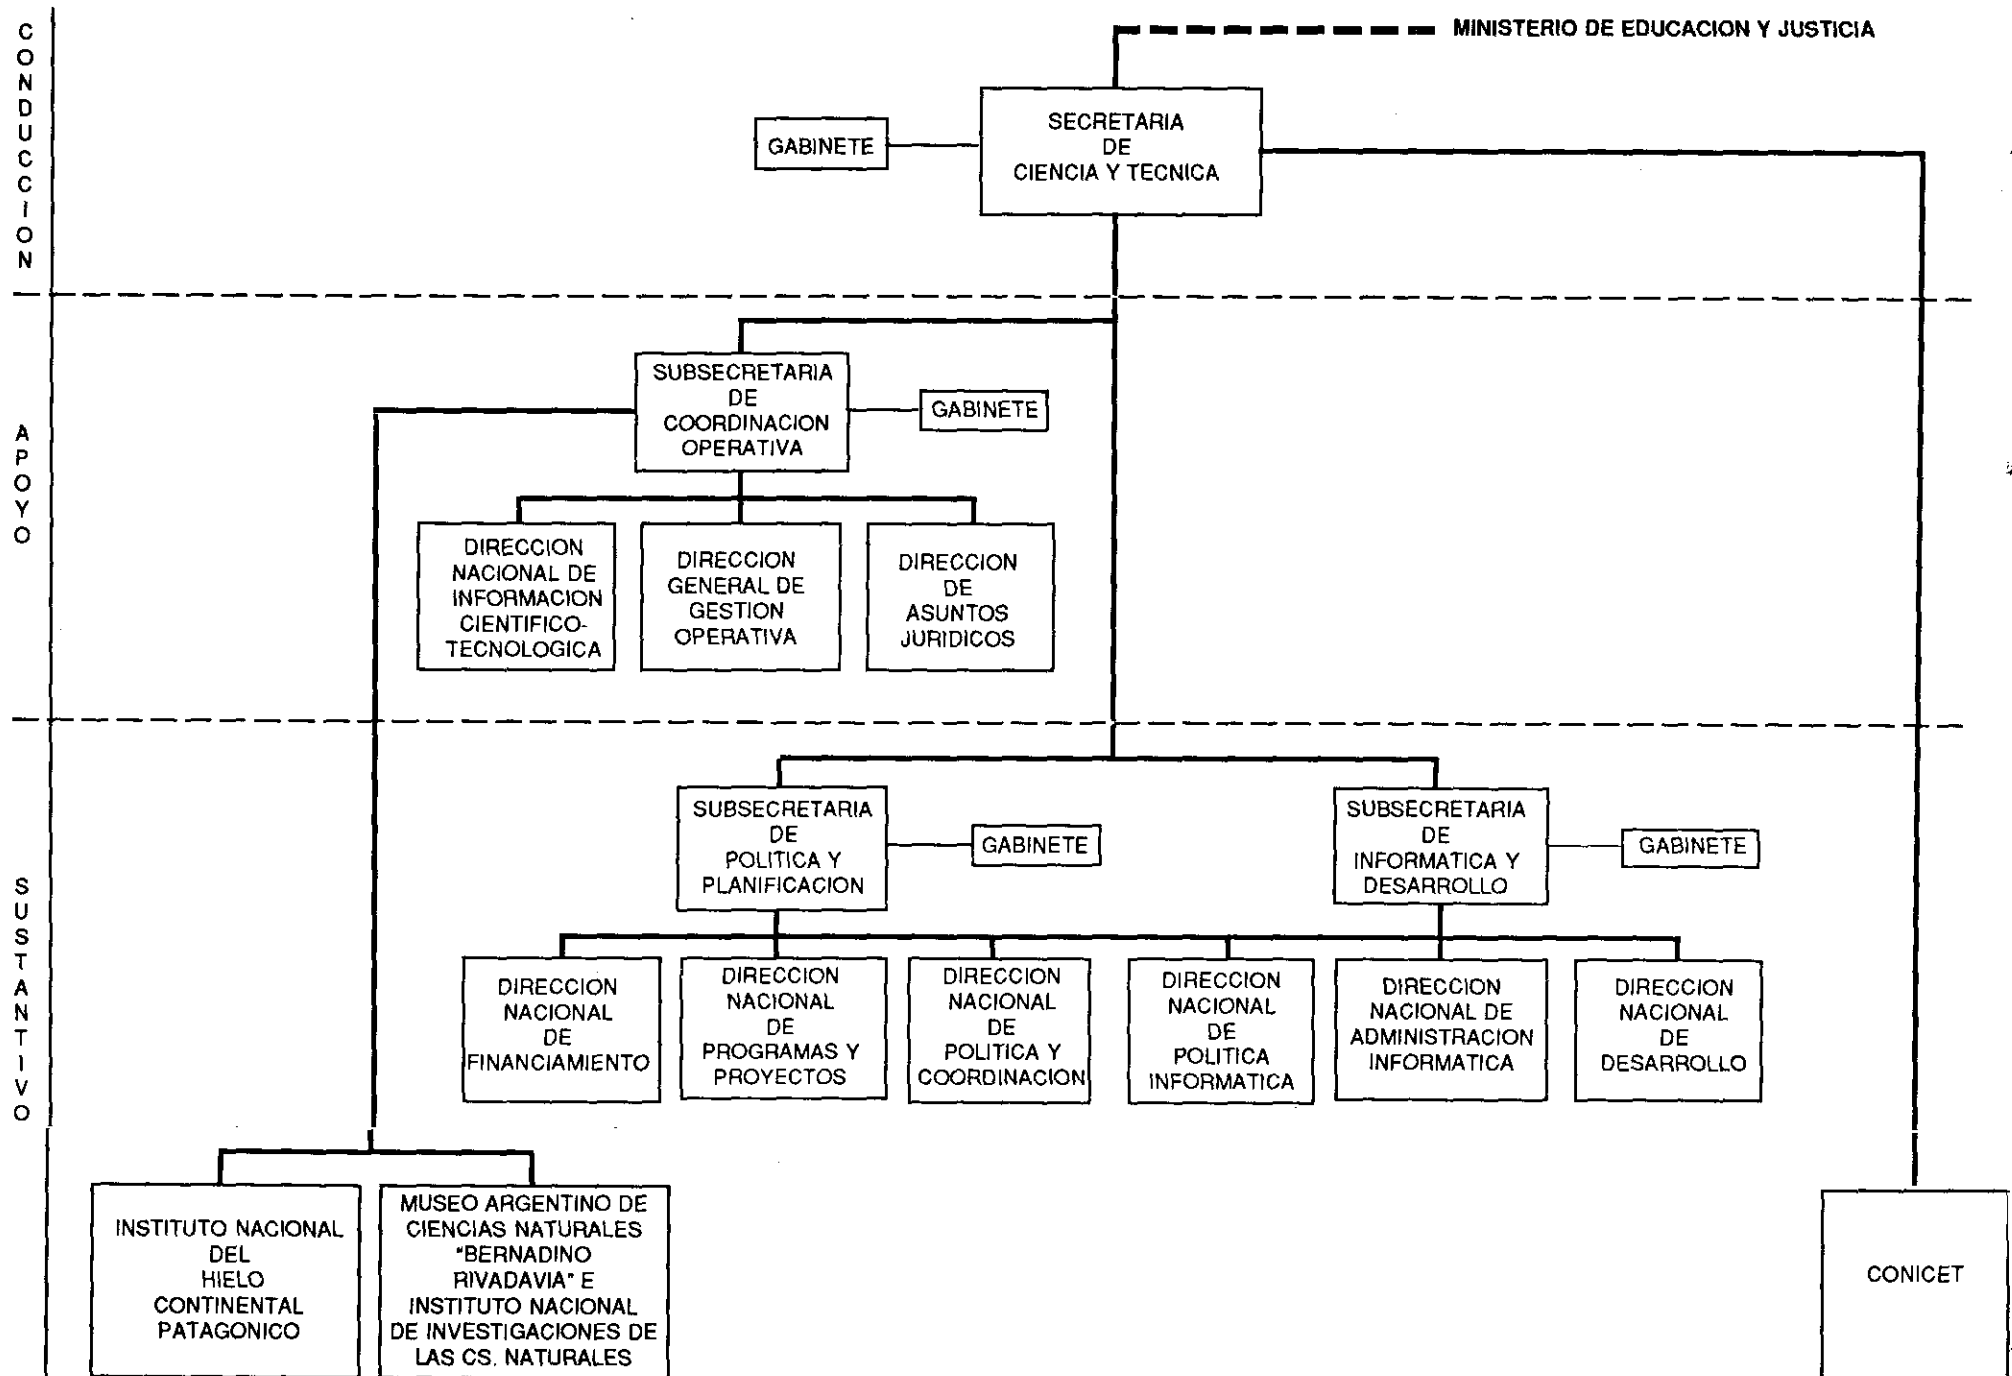 CONDUCCION
MINISTERIO DE EDUCACION Y JUSTICIA
GABINETE
SECRETARIA
DE
CIENCIA Y TECNICA
APOYO
SUBSECRETARIA
DE
COORDINACION
OPERATIVA
GABINETE
DIRECCION
NACIONAL DE
INFORMACION
CIENTIFICO-
TECNOLOGICA
DIRECCION
GENERAL DE
GESTION
OPERATIVA
DIRECCION
DE
ASUNTOS
JURIDICOS
SUSTANTIVO
SUBSECRETARIA
DE
POLITICA Y
PLANIFICACION
GABINETE
SUBSECRETARIA
DE
INFORMATICA Y
DESARROLLO
GABINETE
DIRECCION
NACIONAL
DE
FINANCIAMIENTO
DIRECCION
NACIONAL
DE
PROGRAMAS Y
PROYECTOS
DIRECCION
NACIONAL
DE
POLITICA Y
COORDINACION
DIRECCION
NACIONAL
DE
POLITICA
INFORMATICA
DIRECCION
NACIONAL DE
ADMINISTRACION
INFORMATICA
DIRECCION
NACIONAL
DE
DESARROLLO
INSTITUTO NACIONAL
DEL
HIELO
CONTINENTAL
PATAGONICO
MUSEO ARGENTINO DE
CIENCIAS NATURALES
"BERNADINO
RIVADAVIA" E
INSTITUTO NACIONAL
DE INVESTIGACIONES DE
LAS CS. NATURALES
CONICET